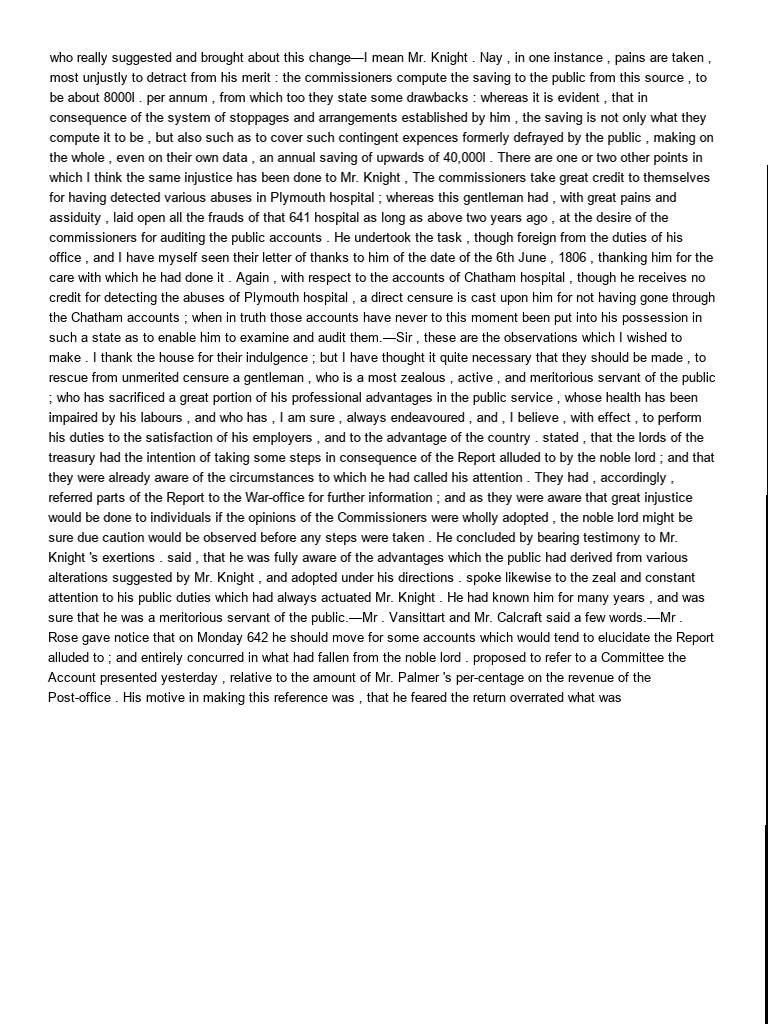 who really suggested and brought about this change—I mean Mr. Knight . Nay , in one instance , pains are taken ,
most unjustly to detract from his merit : the commissioners compute the saving to the public from this source , to
be about 8000l . per annum , from which too they state some drawbacks : whereas it is evident , that in
consequence of the system of stoppages and arrangements established by him , the saving is not only what they
compute it to be , but also such as to cover such contingent expences formerly defrayed by the public , making on
the whole , even on their own data , an annual saving of upwards of 40,000l . There are one or two other points in
which I think the same injustice has been done to Mr. Knight , The commissioners take great credit to themselves
for having detected various abuses in Plymouth hospital ; whereas this gentleman had , with great pains and
assiduity , laid open all the frauds of that 641 hospital as long as above two years ago , at the desire of the
commissioners for auditing the public accounts . He undertook the task , though foreign from the duties of his
office , and I have myself seen their letter of thanks to him of the date of the 6th June , 1806 , thanking him for the
care with which he had done it . Again , with respect to the accounts of Chatham hospital , though he receives no
credit for detecting the abuses of Plymouth hospital , a direct censure is cast upon him for not having gone through
the Chatham accounts ; when in truth those accounts have never to this moment been put into his possession in
such a state as to enable him to examine and audit them.—Sir , these are the observations which I wished to
make . I thank the house for their indulgence ; but I have thought it quite necessary that they should be made , to
rescue from unmerited censure a gentleman , who is a most zealous , active , and meritorious servant of the public
; who has sacrificed a great portion of his professional advantages in the public service , whose health has been
impaired by his labours , and who has , I am sure , always endeavoured , and , I believe , with effect , to perform
his duties to the satisfaction of his employers , and to the advantage of the country . stated , that the lords of the
treasury had the intention of taking some steps in consequence of the Report alluded to by the noble lord ; and that
they were already aware of the circumstances to which he had called his attention . They had , accordingly ,
referred parts of the Report to the War-office for further information ; and as they were aware that great injustice
would be done to individuals if the opinions of the Commissioners were wholly adopted , the noble lord might be
sure due caution would be observed before any steps were taken . He concluded by bearing testimony to Mr.
Knight 's exertions . said , that he was fully aware of the advantages which the public had derived from various
alterations suggested by Mr. Knight , and adopted under his directions . spoke likewise to the zeal and constant
attention to his public duties which had always actuated Mr. Knight . He had known him for many years , and was
sure that he was a meritorious servant of the public.—Mr . Vansittart and Mr. Calcraft said a few words.—Mr .
Rose gave notice that on Monday 642 he should move for some accounts which would tend to elucidate the Report
alluded to ; and entirely concurred in what had fallen from the noble lord . proposed to refer to a Committee the
Account presented yesterday , relative to the amount of Mr. Palmer 's per-centage on the revenue of the
Post-office . His motive in making this reference was , that he feared the return overrated what was